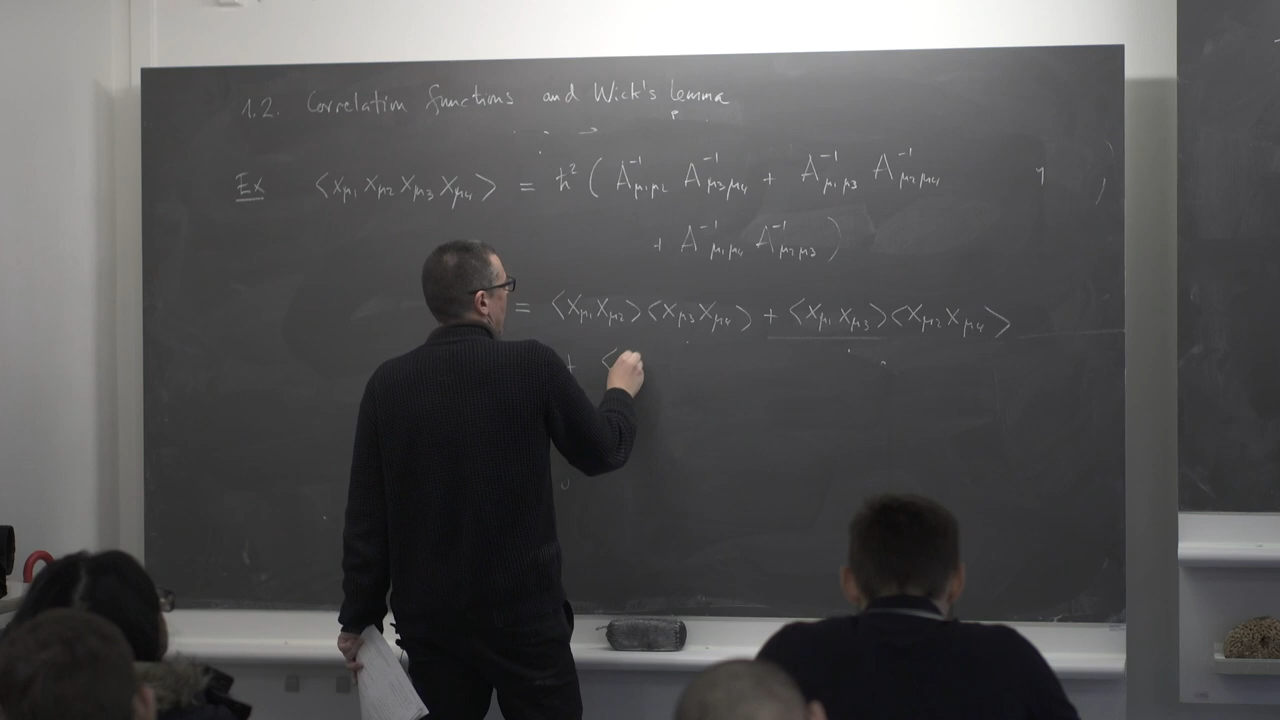 1.2. Correlation functions and Wick's lemma
Ex ⟨x_μ1 x_μ2 x_μ3 x_μ4⟩ = ħ² ( A⁻¹_μ1μ2 A⁻¹_μ3μ4 + A⁻¹_μ1μ3 A⁻¹_μ2μ4
+ A⁻¹_μ1μ4 A⁻¹_μ2μ3 )
= ⟨x_μ1 x_μ2⟩⟨x_μ3 x_μ4⟩ + ⟨x_μ1 x_μ3⟩⟨x_μ2 x_μ4⟩
+ ⟨